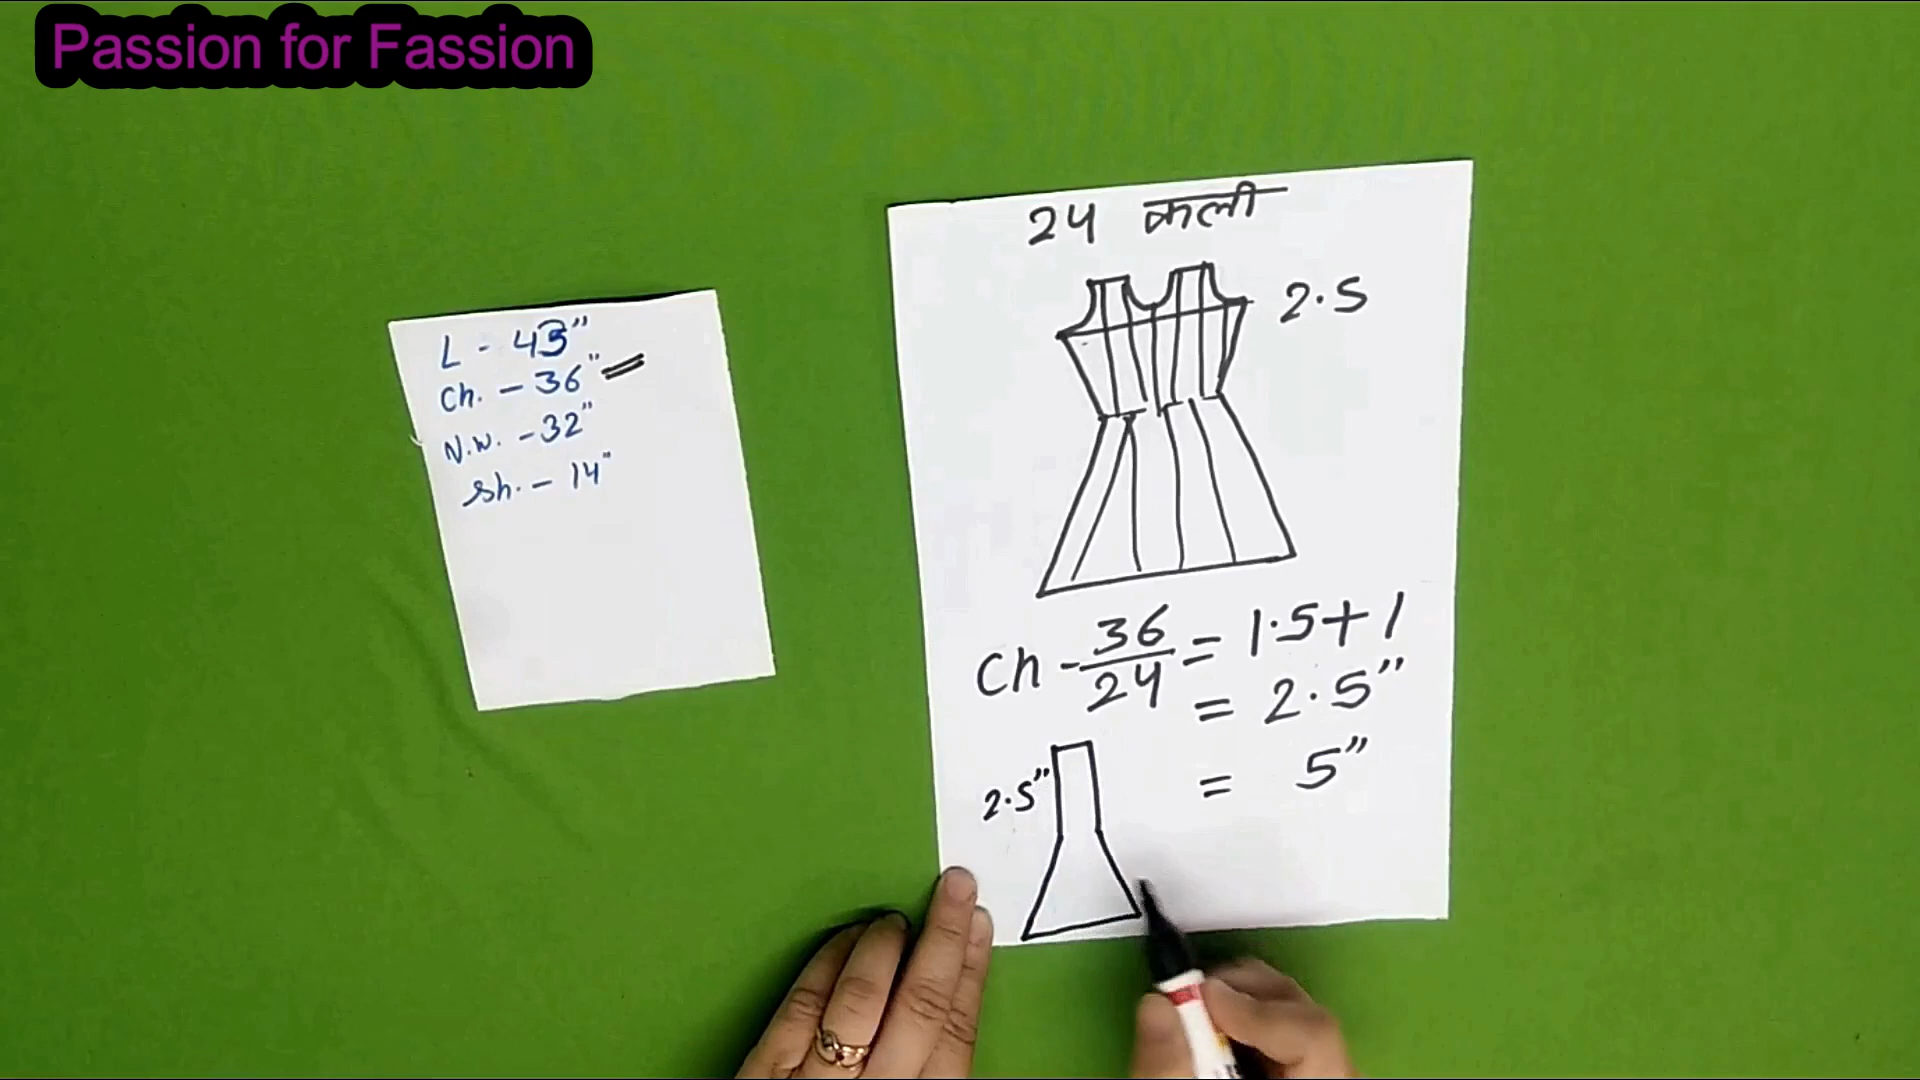 Passion for Fassion
L - 43"
Ch. - 36"
N.w. - 32"
Sh. - 14"
24 कली
2.5
Ch - 36/24 = 1.5+1
= 2.5"
= 5"
2.5"